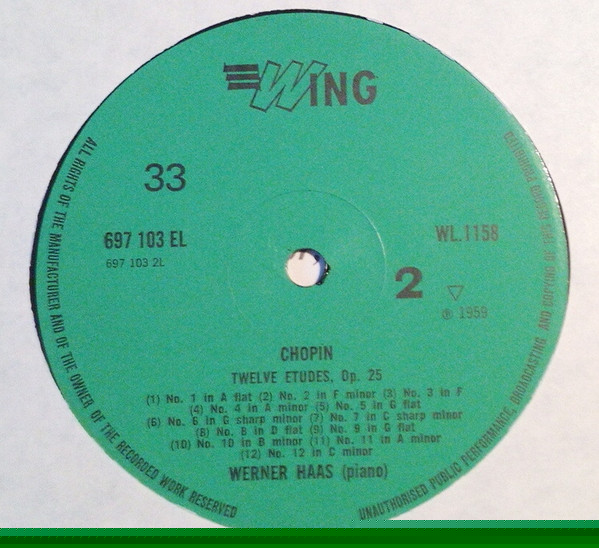 WING
33
697 103 EL
697 103 2L
WL.1158
2
℗ 1959
CHOPIN
TWELVE ETUDES, Op. 25
(1) No. 1 in A flat (2) No. 2 in F minor (3) No. 3 in F
(4) No. 4 in A minor (5) No. 5 in G flat
(6) No. 6 in G sharp minor (7) No. 7 in C sharp minor
(8) No. 8 in D flat (9) No. 9 in G flat
(10) No. 10 in B minor (11) No. 11 in A minor
(12) No. 12 in C minor
WERNER HAAS (piano)
ALL RIGHTS OF THE MANUFACTURER AND OF THE OWNER OF THE RECORDED WORK RESERVED
UNAUTHORISED PUBLIC PERFORMANCE, BROADCASTING AND COPYING OF THIS RECORD PROHIBITED